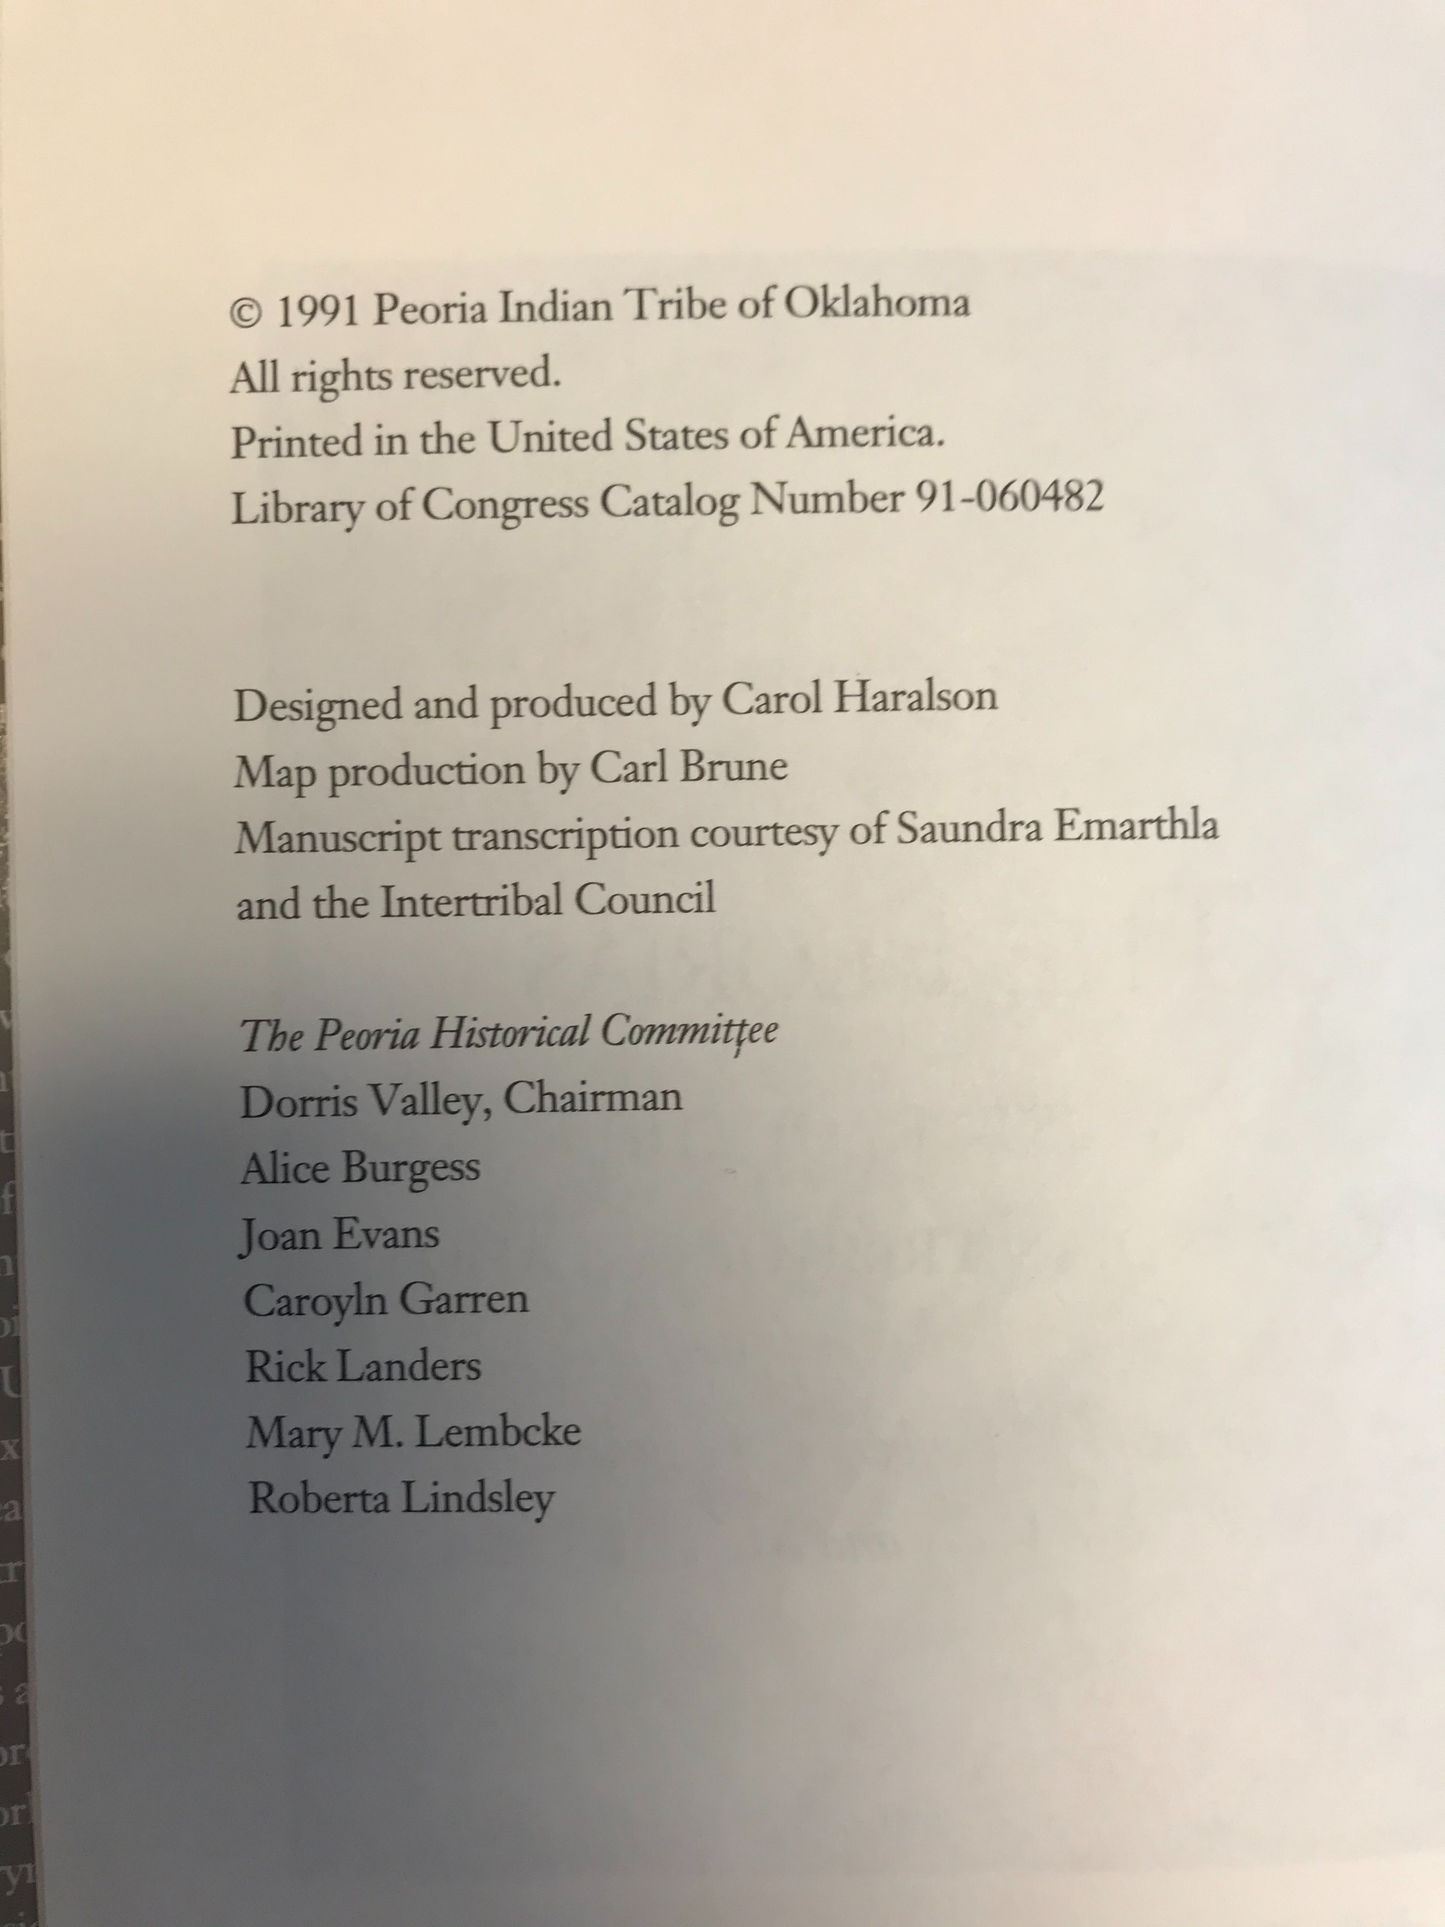 © 1991 Peoria Indian Tribe of Oklahoma
All rights reserved.
Printed in the United States of America.
Library of Congress Catalog Number 91-060482
Designed and produced by Carol Haralson
Map production by Carl Brune
Manuscript transcription courtesy of Saundra Emarthla
and the Intertribal Council
The Peoria Historical Committee
Dorris Valley, Chairman
Alice Burgess
Joan Evans
Caroyln Garren
Rick Landers
Mary M. Lembcke
Roberta Lindsley